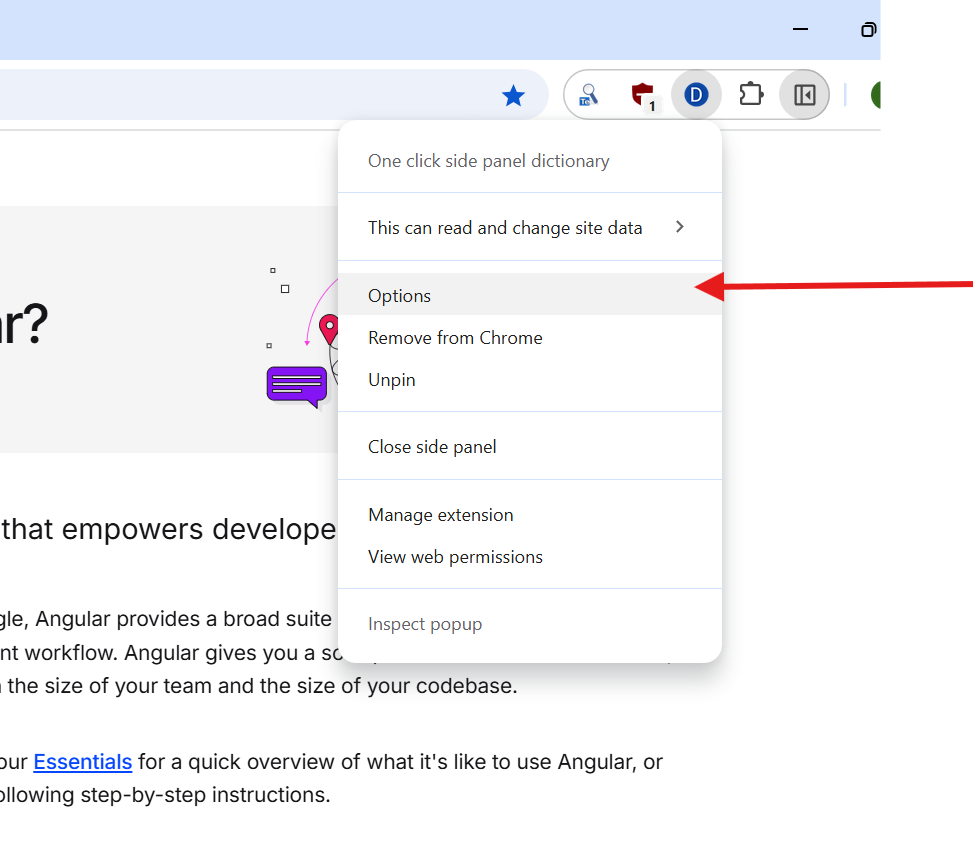 Te
1
D
One click side panel dictionary
This can read and change site data
Options
Remove from Chrome
Unpin
Close side panel
Manage extension
View web permissions
Inspect popup
r?
that empowers develope
gle, Angular provides a broad suite
nt workflow. Angular gives you a
the size of your team and the size of your codebase.
our Essentials for a quick overview of what it's like to use Angular, or
ollowing step-by-step instructions.